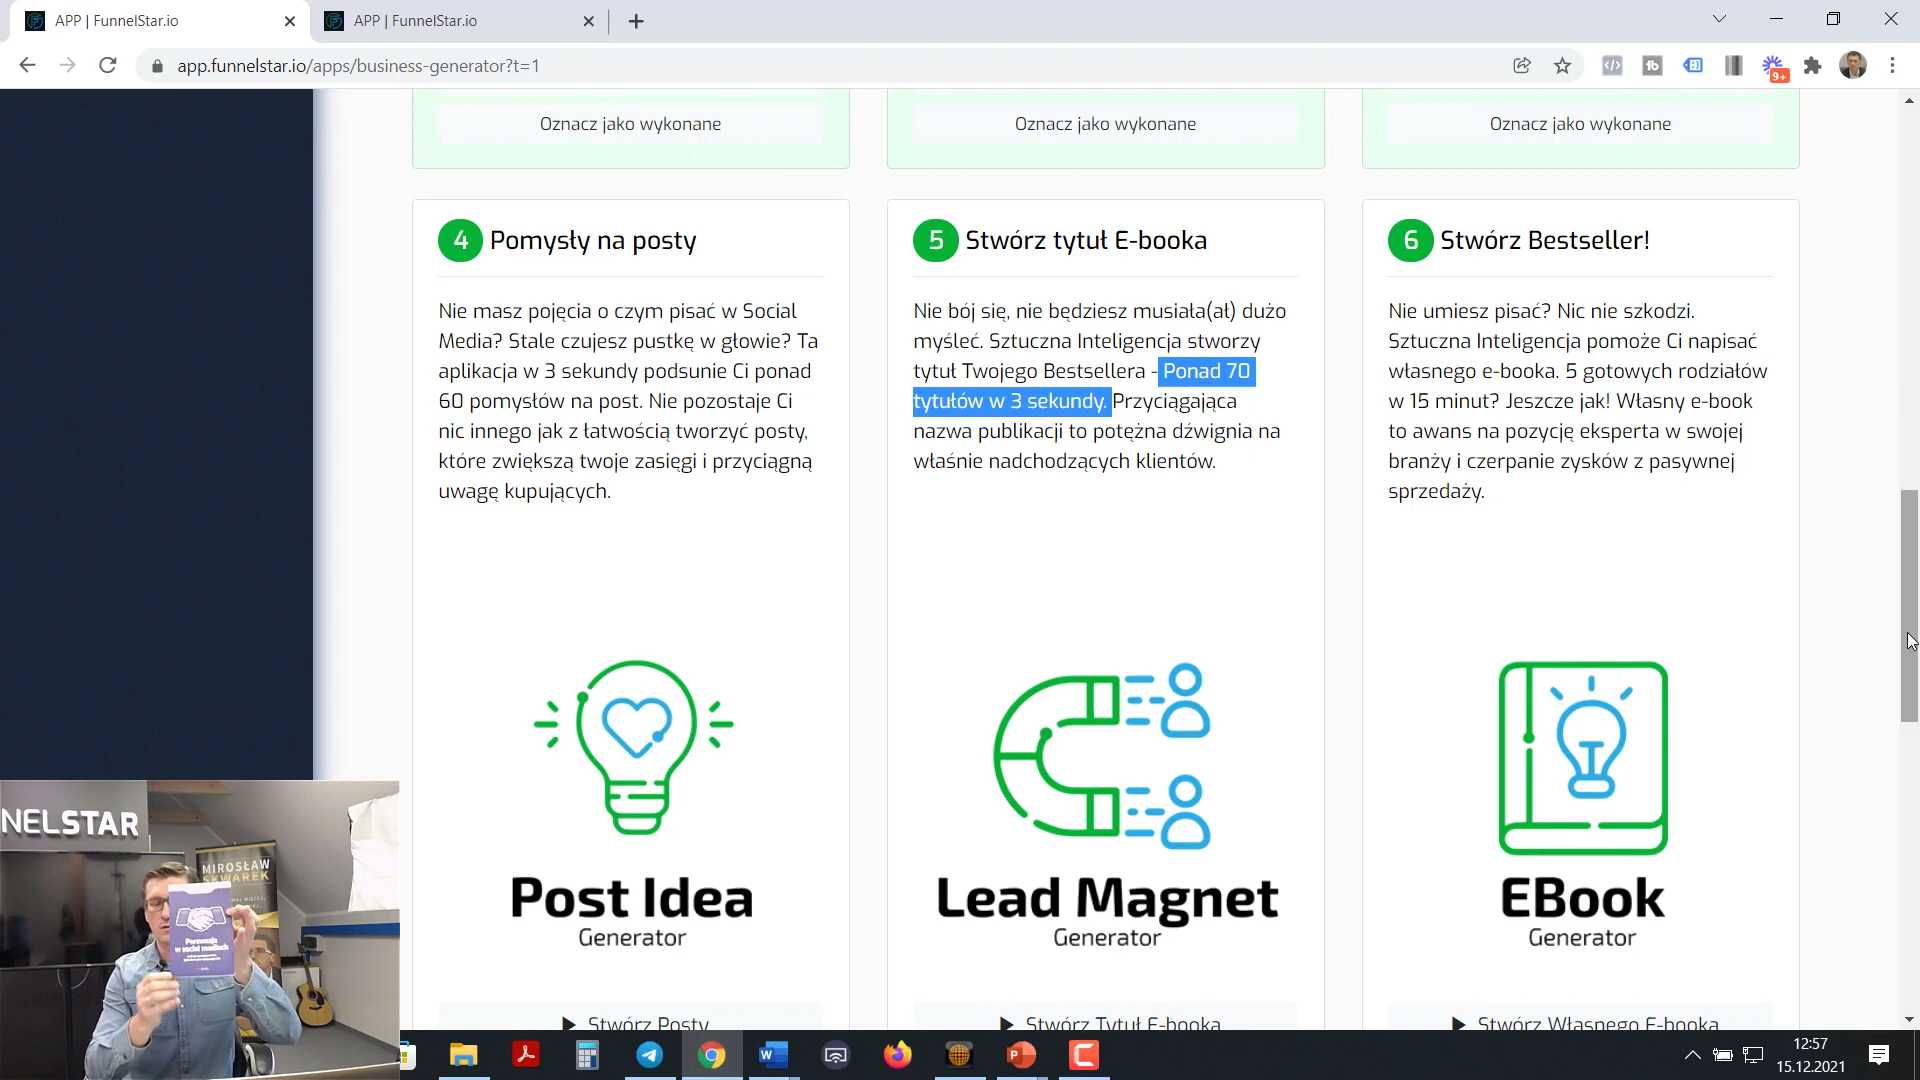 APP | FunnelStar.io
APP | FunnelStar.io
app.funnelstar.io/apps/business-generator?t=1
9+
Oznacz jako wykonane
Oznacz jako wykonane
Oznacz jako wykonane
4 Pomysły na posty
Nie masz pojęcia o czym pisać w Social
Media? Stale czujesz pustkę w głowie? Ta
aplikacja w 3 sekundy podsunie Ci ponad
60 pomysłów na post. Nie pozostaje Ci
nic innego jak z łatwością tworzyć posty,
które zwiększą twoje zasięgi i przyciągną
uwagę kupujących.
Post Idea
Generator
Stwórz Posty
5 Stwórz tytuł E-booka
Nie bój się, nie będziesz musiała(ał) dużo
myśleć. Sztuczna Inteligencja stworzy
tytuł Twojego Bestsellera - Ponad 70
tytułów w 3 sekundy. Przyciągająca
nazwa publikacji to potężna dźwignia na
właśnie nadchodzących klientów.
Lead Magnet
Generator
Stwórz Tytuł E-booka
6 Stwórz Bestseller!
Nie umiesz pisać? Nic nie szkodzi.
Sztuczna Inteligencja pomoże Ci napisać
własnego e-booka. 5 gotowych rodziałów
w 15 minut? Jeszcze jak! Własny e-book
to awans na pozycję eksperta w swojej
branży i czerpanie zysków z pasywnej
sprzedaży.
EBook
Generator
Stwórz Własnego E-booka
NELSTAR
MIROSŁAW
SKWAREK
Perswazja
w social mediach
12:57
15.12.2021